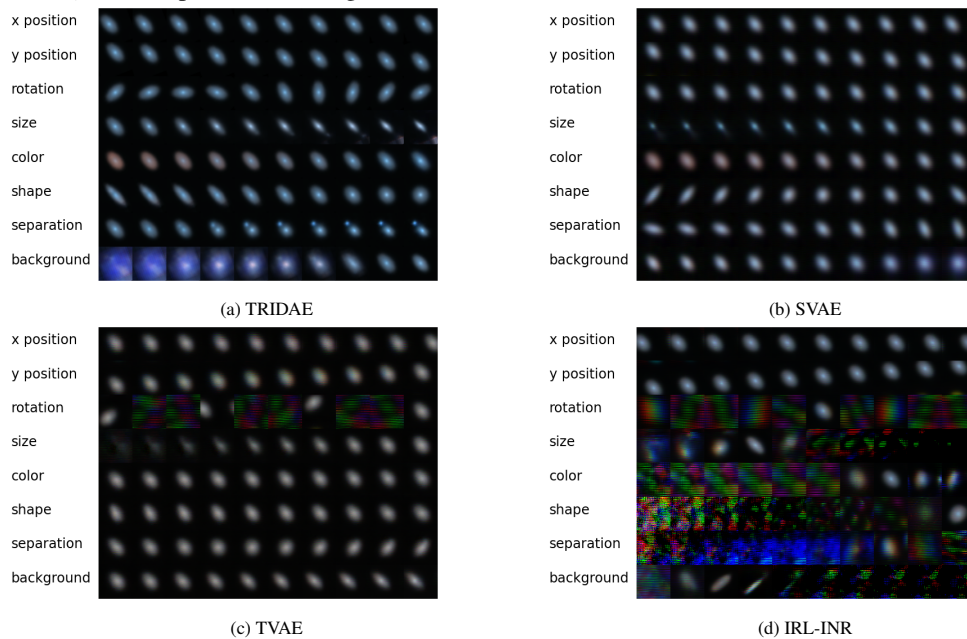 x position
y position
rotation
size
color
shape
separation
background
(a) TRIDAE
x position
y position
rotation
size
color
shape
separation
background
(b) SVAE
x position
y position
rotation
size
color
shape
separation
background
(c) TVAE
x position
y position
rotation
size
color
shape
separation
background
(d) IRL-INR